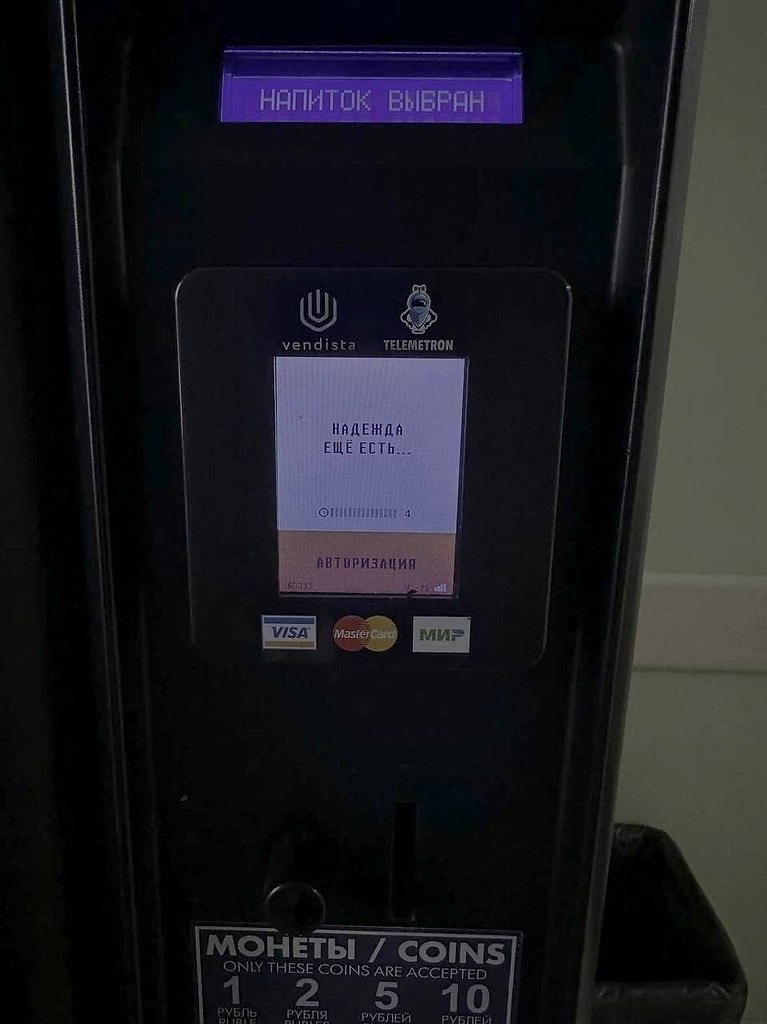 НАПИТОК ВЫБРАН
vendista TELEMETRON
НАДЕЖДА
ЕЩЁ ЕСТЬ...
4
АВТОРИЗАЦИЯ
VISA MasterCard МИР
МОНЕТЫ / COINS
ONLY THESE COINS ARE ACCEPTED
1 2 5 10
РУБЛЬ РУБЛЯ РУБЛЕЙ РУБЛЕЙ